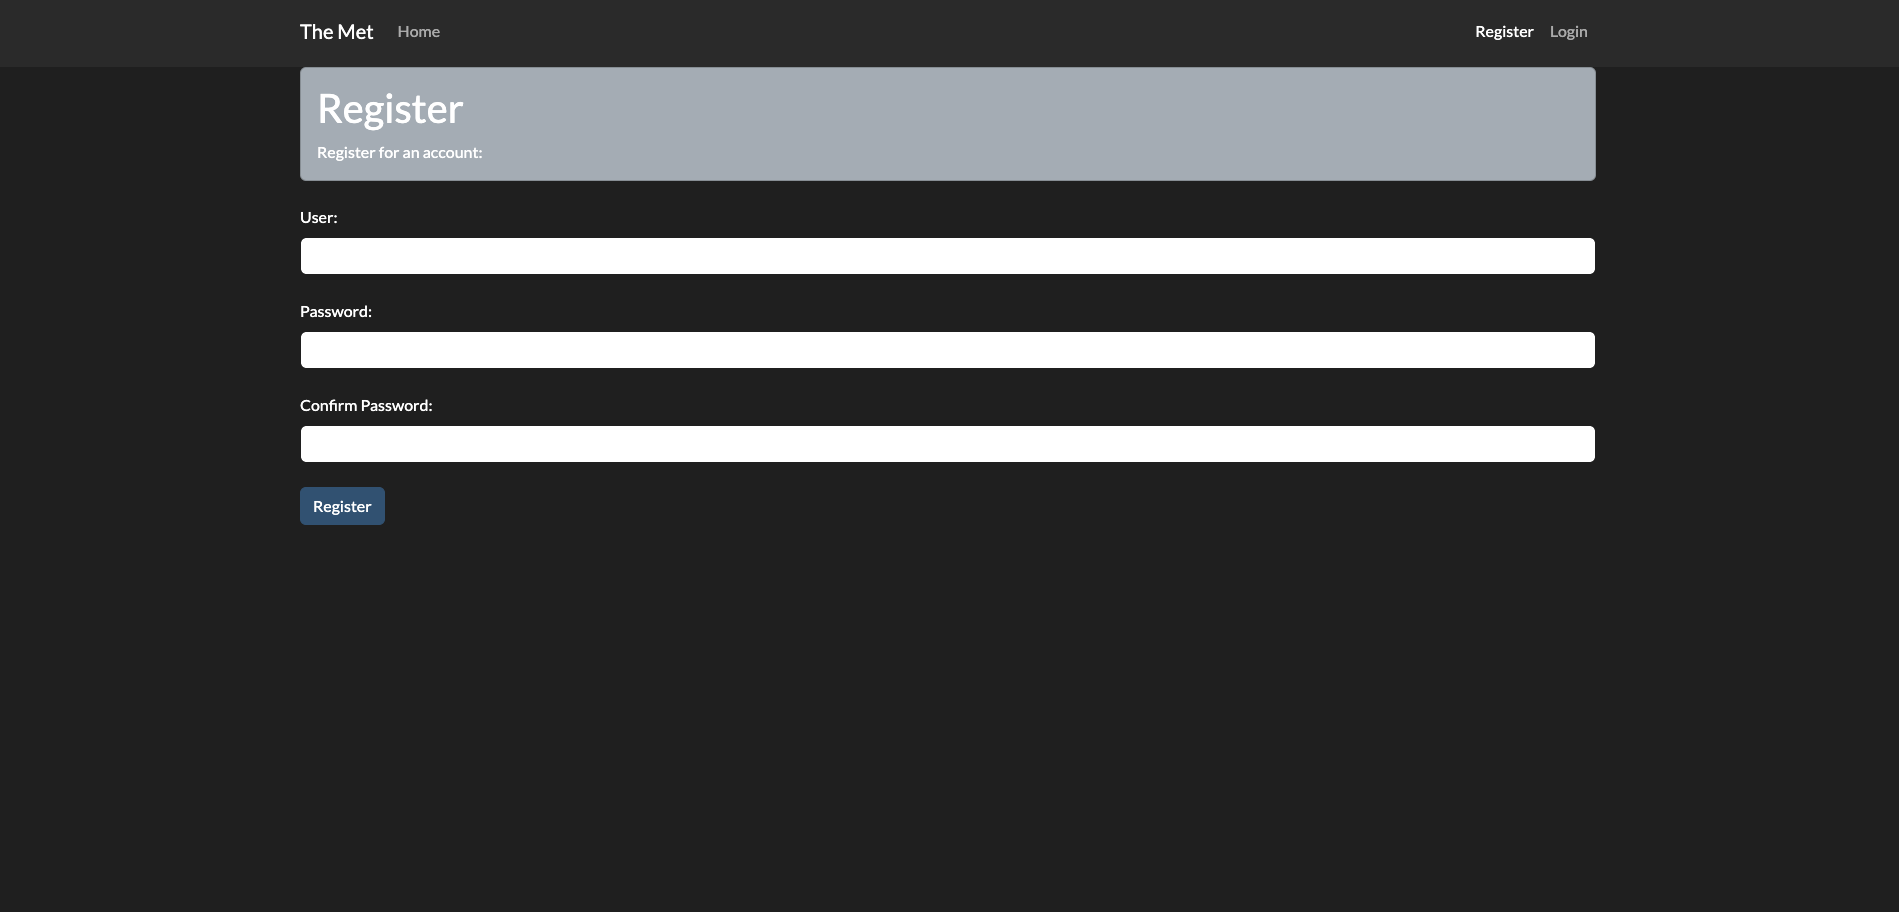 The Met Home Register Login
Register
Register for an account:
User:
Password:
Confirm Password:
Register